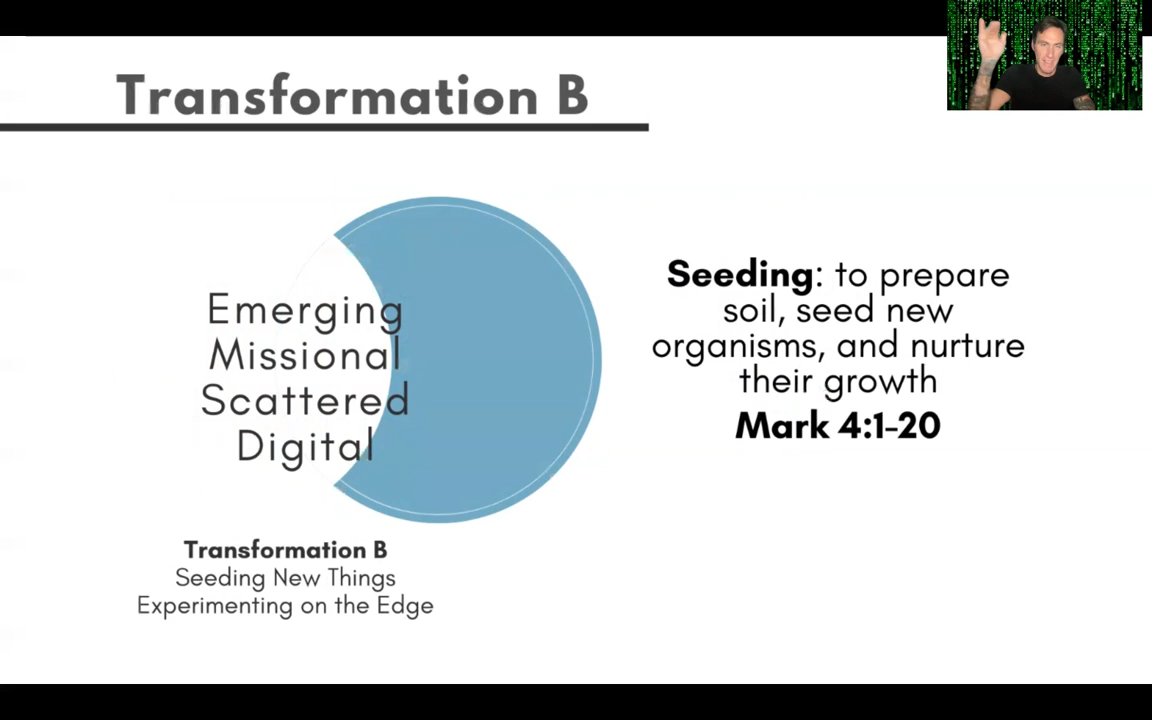 Transformation B
Emerging
Missional
Scattered
Digital
Seeding: to prepare
soil, seed new
organisms, and nurture
their growth
Mark 4:1-20
Transformation B
Seeding New Things
Experimenting on the Edge